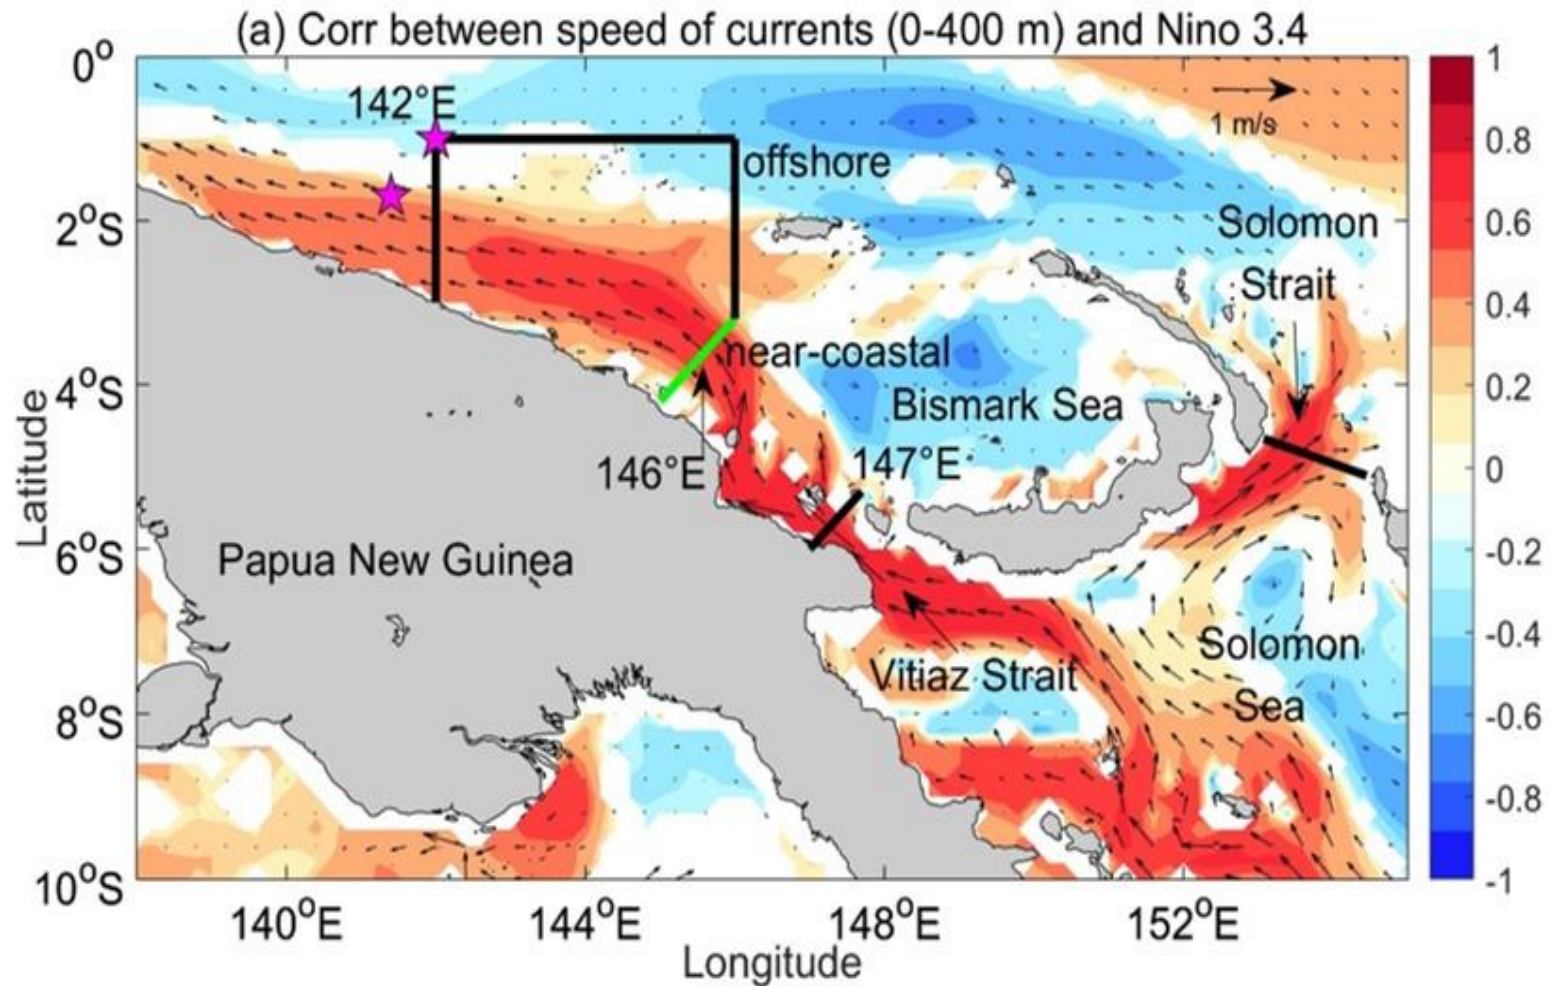 (a) Corr between speed of currents (0-400 m) and Nino 3.4
0°
2°S
4°S
6°S
8°S
10°S
Latitude
142°E
1 m/s
offshore
Solomon
Strait
near-coastal
Bismark Sea
146°E
147°E
Papua New Guinea
Vitiaz Strait
Solomon
Sea
1
0.8
0.6
0.4
0.2
0
-0.2
-0.4
-0.6
-0.8
-1
140°E
144°E
148°E
152°E
Longitude